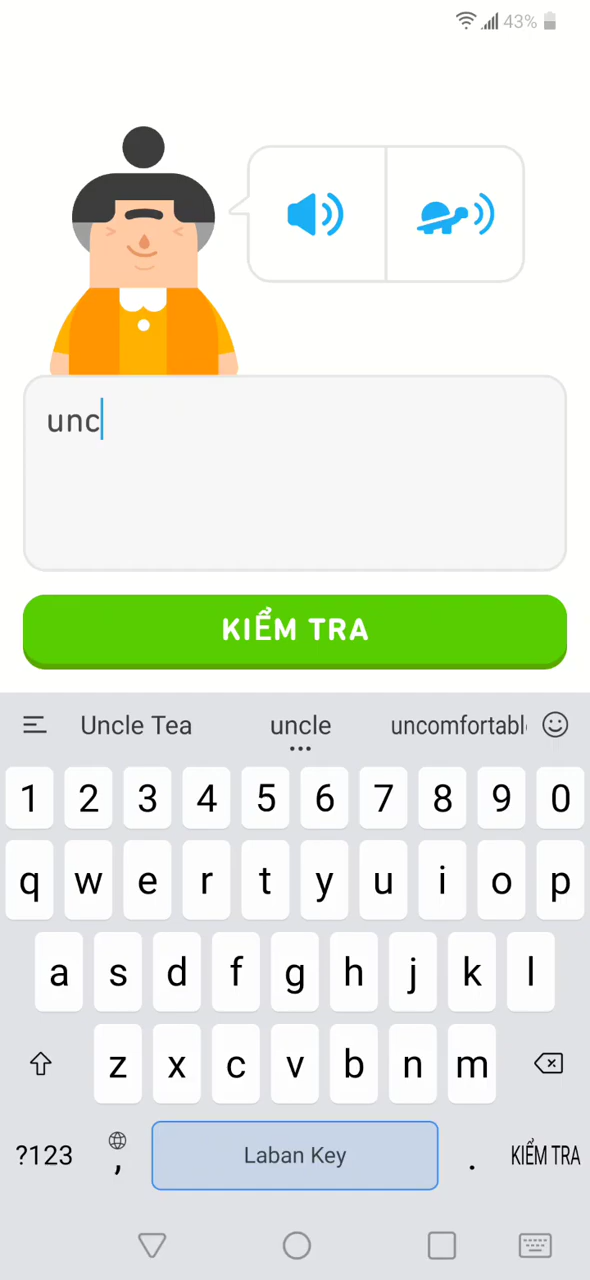 43%
unc
KIỂM TRA
Uncle Tea uncle uncomfortabl
1 2 3 4 5 6 7 8 9 0
q w e r t y u i o p
a s d f g h j k l
z x c v b n m
?123 , Laban Key . KIỂM TRA